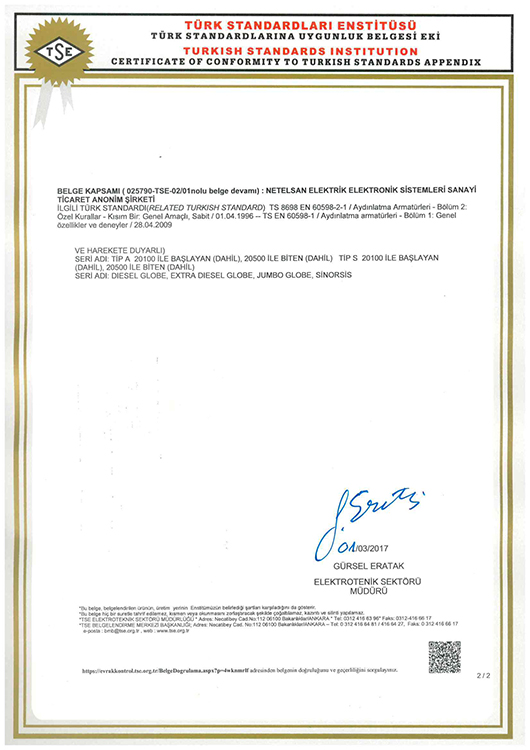 TÜRK STANDARDLARI ENSTİTÜSÜ
TÜRK STANDARDLARINA UYGUNLUK BELGESİ EKİ
TURKISH STANDARDS INSTITUTION
CERTIFICATE OF CONFORMITY TO TURKISH STANDARDS APPENDIX
TSE
BELGE KAPSAMI ( 025790-TSE-02/01nolu belge devamı) : NETELSAN ELEKTRİK ELEKTRONİK SİSTEMLERİ SANAYİ
TİCARET ANONİM ŞİRKETİ
İLGİLİ TÜRK STANDARDI(RELATED TURKISH STANDARD) TS 8698 EN 60598-2-1 / Aydınlatma Armatürleri - Bölüm 2:
Özel Kurallar - Kısım Bir: Genel Amaçlı, Sabit / 01.04.1996 -- TS EN 60598-1 / Aydınlatma armatürleri - Bölüm 1: Genel
özellikler ve deneyler / 28.04.2009
VE HAREKETE DUYARLI)
SERİ ADI: TİP A 20100 İLE BAŞLAYAN (DAHİL), 20500 İLE BİTEN (DAHİL) TİP S 20100 İLE BAŞLAYAN
(DAHİL), 20500 İLE BİTEN (DAHİL)
SERİ ADI: DIESEL GLOBE, EXTRA DIESEL GLOBE, JUMBO GLOBE, SİNORSİS
01/03/2017
GÜRSEL ERATAK
ELEKTROTENİK SEKTÖRÜ
MÜDÜRÜ
*Bu belge, belgelendirilen ürünün, üretim yerinin Enstitümüzün belirlediği şartları karşıladığını da gösterir.
*Bu belge hiç bir suretle tahrif edilemez, kısmen veya okunmasını zorlaştıracak şekilde çoğaltılamaz, kazıntı ve silinti yapılamaz.
*TSE ELEKTROTEKNİK SEKTÖRÜ MÜDÜRLÜĞÜ * Adres: Necatibey Cad.No:112 06100 Bakanlıklar/ANKARA * Tel: 0312 416 63 96* Faks: 0312-416 66 17
*TSE BELGELENDİRME MERKEZİ BAŞKANLIĞI; Adres :Necatibey Cad. No:112 06100 Bakanlıklar/ANKARA – Tel: 0 312 416 64 81 / 416 64 27, Faks: 0 312 416 66 17
e-posta : bmb@tse.org.tr , web : www.tse.org.tr
adresinden belgenin doğruluğunu ve geçerliliğini sorgulayınız.
2 / 2